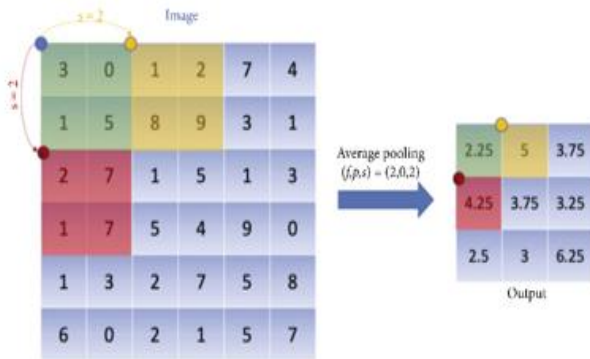 s = 2
Image
s = 2
3 0 1 2 7 4
1 5 8 9 3 1
2 7 1 5 1 3
1 7 5 4 9 0
1 3 2 7 5 8
6 0 2 1 5 7
Average pooling
(f,p,s) = (2,0,2)
2.25 5 3.75
4.25 3.75 3.25
2.5 3 6.25
Output